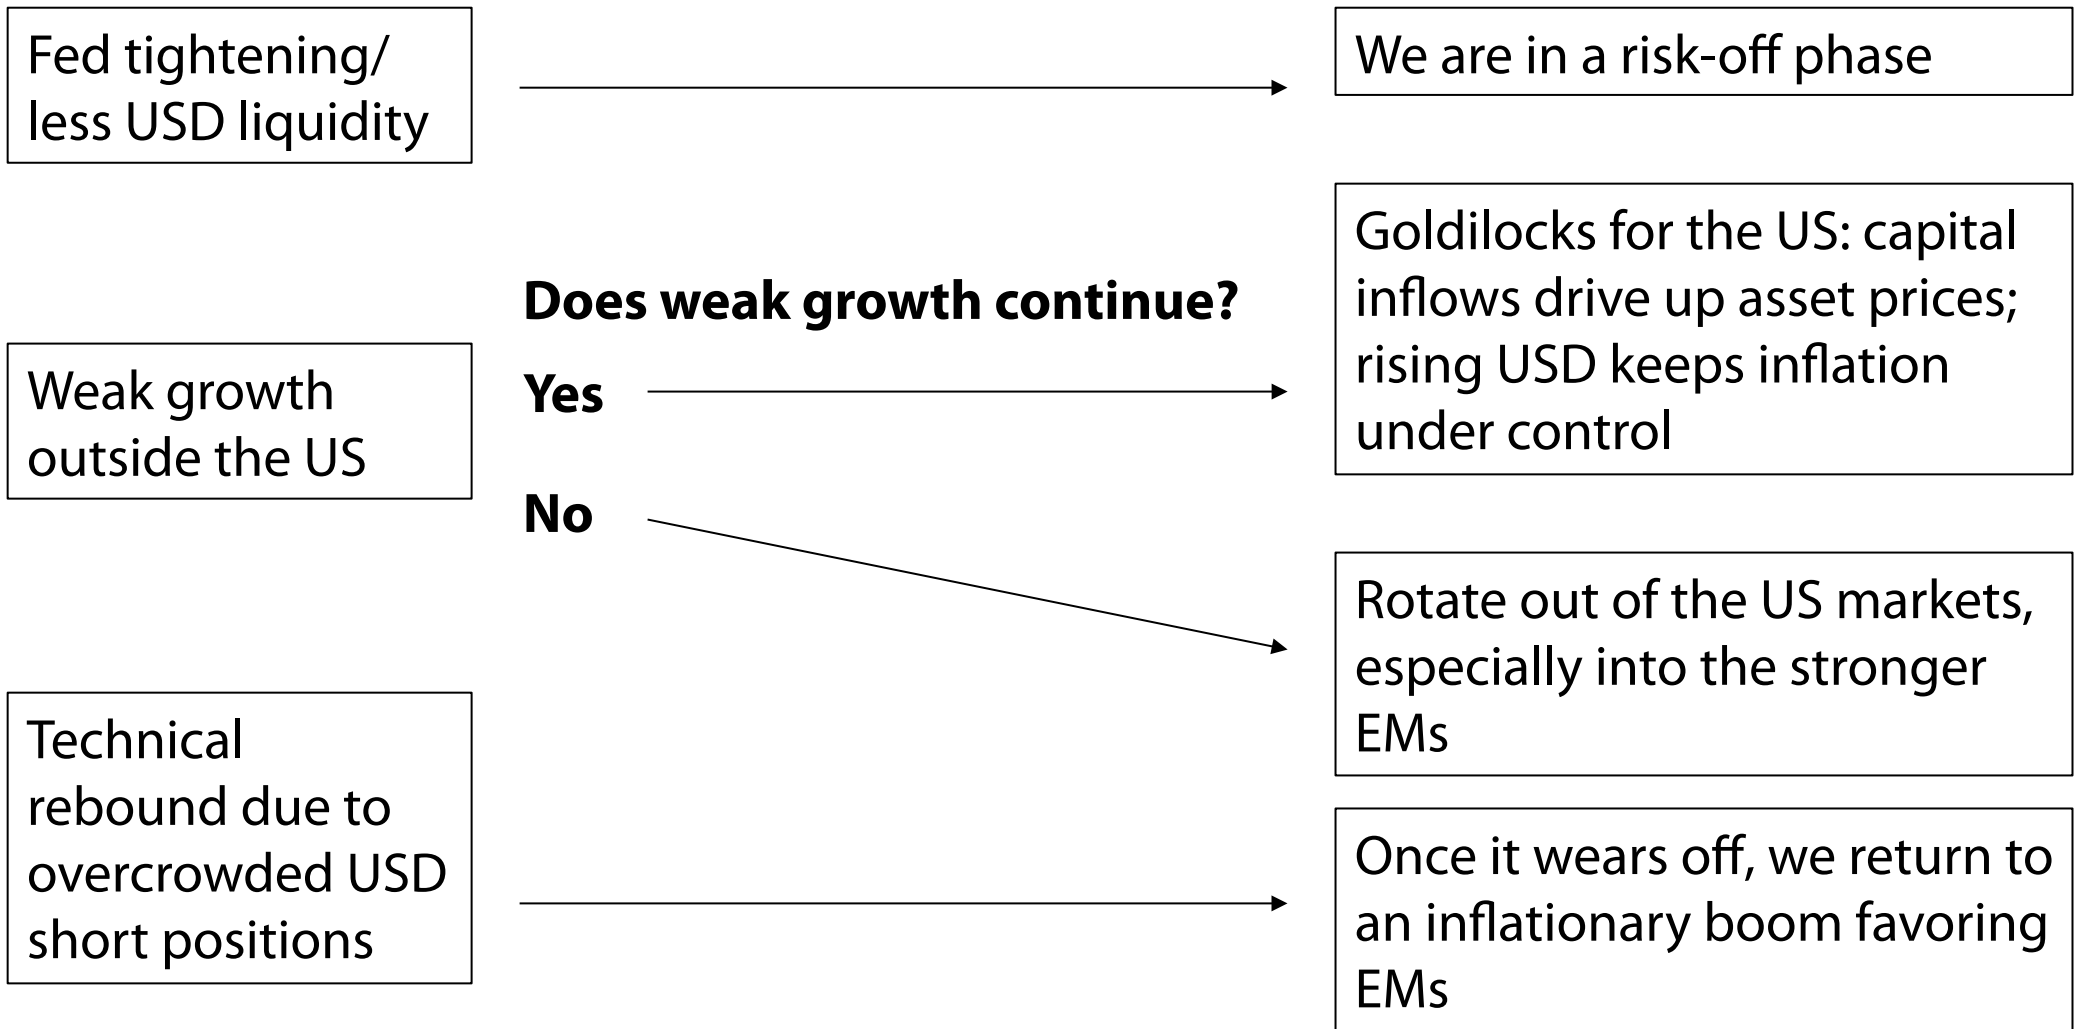 Fed tightening/
less USD liquidity
We are in a risk-off phase
Weak growth
outside the US
Does weak growth continue?
Yes
No
Goldilocks for the US: capital
inflows drive up asset prices;
rising USD keeps inflation
under control
Rotate out of the US markets,
especially into the stronger
EMs
Technical
rebound due to
overcrowded USD
short positions
Once it wears off, we return to
an inflationary boom favoring
EMs